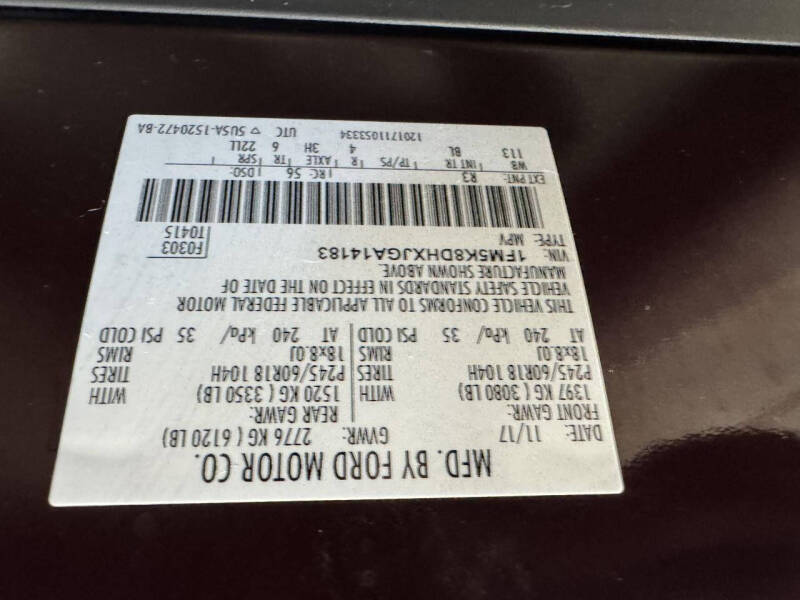 MFD. BY FORD MOTOR CO.
DATE: 11/17 GVWR: 2776 KG ( 6120 LB)
FRONT GAWR: REAR GAWR:
1397 KG ( 3080 LB) WITH 1520 KG ( 3350 LB) WITH
P245/60R18 104H TIRES P245/60R18 104H TIRES
18x8.0J RIMS 18x8.0J RIMS
AT 240 kPa/ 35 PSI COLD AT 240 kPa/ 35 PSI COLD
THIS VEHICLE CONFORMS TO ALL APPLICABLE FEDERAL MOTOR
VEHICLE SAFETY STANDARDS IN EFFECT ON THE DATE OF
MANUFACTURE SHOWN ABOVE.
VIN: 1FM5K8DHXJGA14183 F0303
TYPE: MPV T0415
EXT PNT: R3 RC: 56 DSO:
WB INT TR TP/PS R AXLE TR SPR
113 8L 4 3H 6 22LL
120171105334 UTC ▽ 5USA-1520472-BA